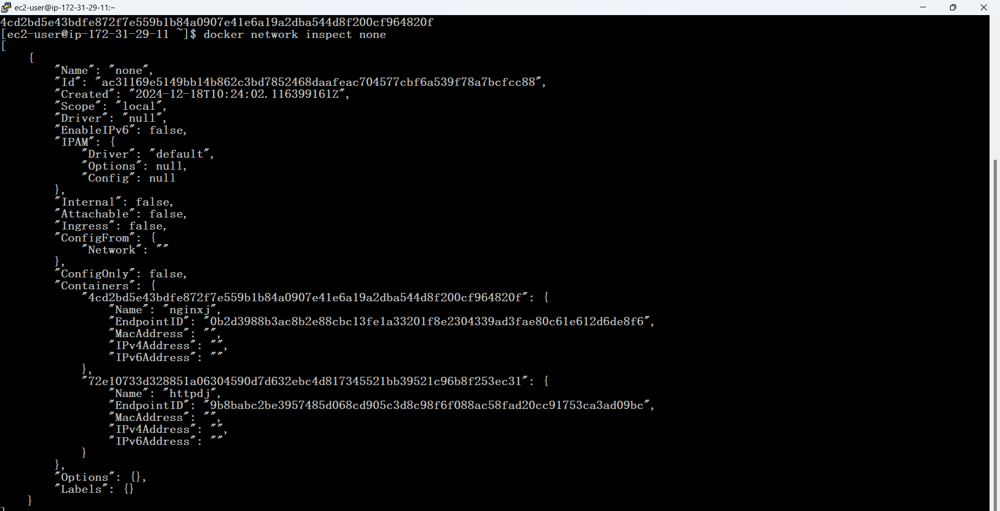 ec2-user@ip-172-31-29-11:~
4cd2bd5e43bdfe872f7e559b1b84a0907e41e6a19a2dba544d8f200cf964820f
[ec2-user@ip-172-31-29-11 ~]$ docker network inspect none
[
    {
        "Name": "none",
        "Id": "ac31169e5149bb14b862c3bd7852468daafeac704577cbf6a539f78a7bcfcc88",
        "Created": "2024-12-18T10:24:02.116399161Z",
        "Scope": "local",
        "Driver": "null",
        "EnableIPv6": false,
        "IPAM": {
            "Driver": "default",
            "Options": null,
            "Config": null
        },
        "Internal": false,
        "Attachable": false,
        "Ingress": false,
        "ConfigFrom": {
            "Network": ""
        },
        "ConfigOnly": false,
        "Containers": {
            "4cd2bd5e43bdfe872f7e559b1b84a0907e41e6a19a2dba544d8f200cf964820f": {
                "Name": "nginxj",
                "EndpointID": "0b2d3988b3ac8b2e88cbc13fe1a33201f8e2304339ad3fae80c61e612d6de8f6",
                "MacAddress": "",
                "IPv4Address": "",
                "IPv6Address": ""
            },
            "72e10733d328851a06304590d7d632ebc4d817345521bb39521c96b8f253ec31": {
                "Name": "httpdj",
                "EndpointID": "9b8babc2be3957485d068cd905c3d8c98f6f088ac58fad20cc91753ca3ad09bc",
                "MacAddress": "",
                "IPv4Address": "",
                "IPv6Address": ""
            }
        },
        "Options": {},
        "Labels": {}
    }
]